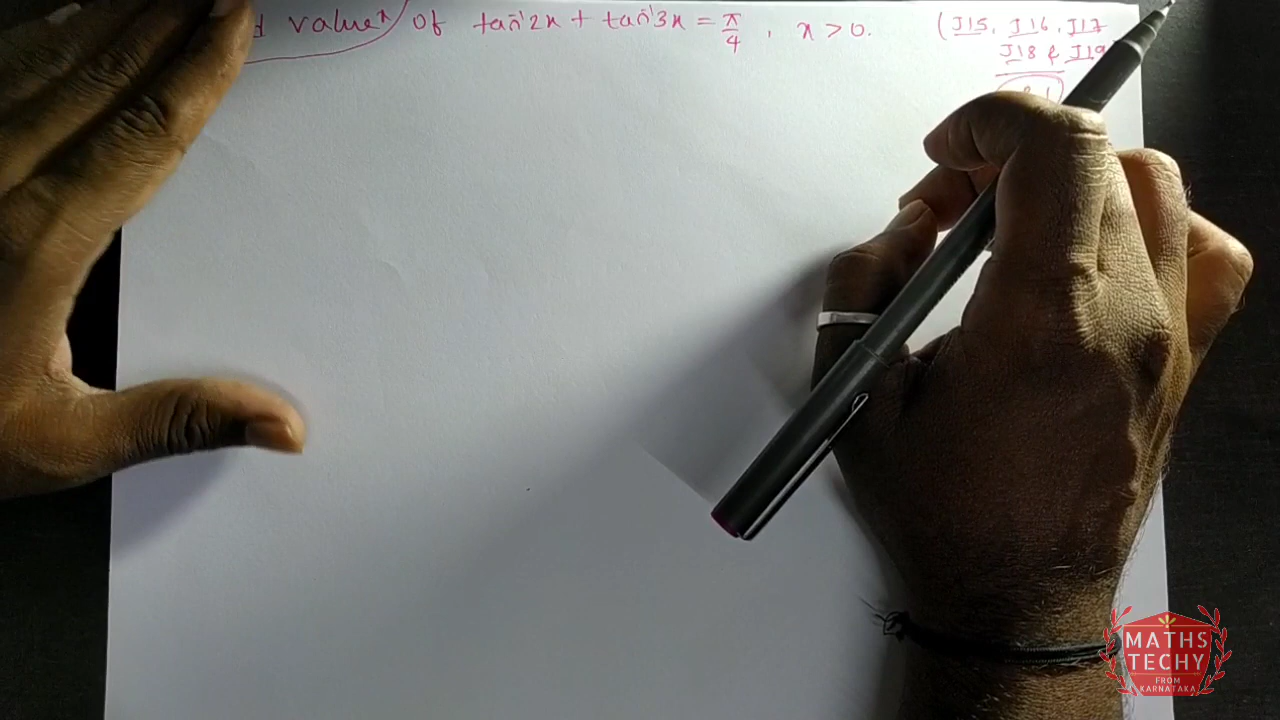 value x of tan⁻¹2x + tan⁻¹3x = π/4 , x > 0. (J15, J16, J17
J18 & J19
MATHS
TECHY
FROM
KARNATAKA